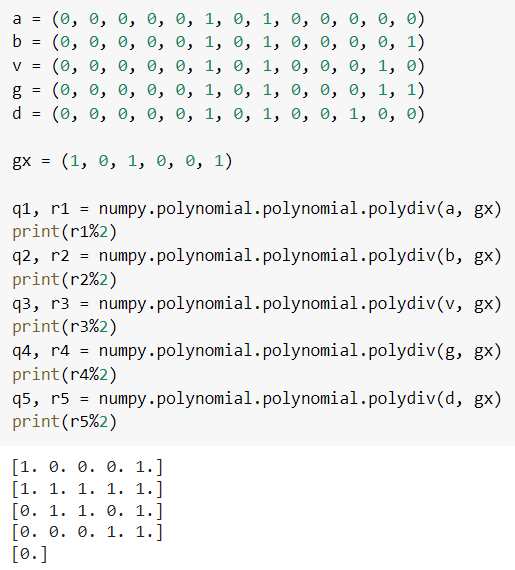 a = (0, 0, 0, 0, 0, 1, 0, 1, 0, 0, 0, 0, 0)
b = (0, 0, 0, 0, 0, 1, 0, 1, 0, 0, 0, 0, 1)
v = (0, 0, 0, 0, 0, 1, 0, 1, 0, 0, 0, 1, 0)
g = (0, 0, 0, 0, 0, 1, 0, 1, 0, 0, 0, 1, 1)
d = (0, 0, 0, 0, 0, 1, 0, 1, 0, 0, 1, 0, 0)
gx = (1, 0, 1, 0, 0, 1)
q1, r1 = numpy.polynomial.polynomial.polydiv(a, gx)
print(r1%2)
q2, r2 = numpy.polynomial.polynomial.polydiv(b, gx)
print(r2%2)
q3, r3 = numpy.polynomial.polynomial.polydiv(v, gx)
print(r3%2)
q4, r4 = numpy.polynomial.polynomial.polydiv(g, gx)
print(r4%2)
q5, r5 = numpy.polynomial.polynomial.polydiv(d, gx)
print(r5%2)
[1. 0. 0. 0. 1.]
[1. 1. 1. 1. 1.]
[0. 1. 1. 0. 1.]
[0. 0. 0. 1. 1.]
[0.]